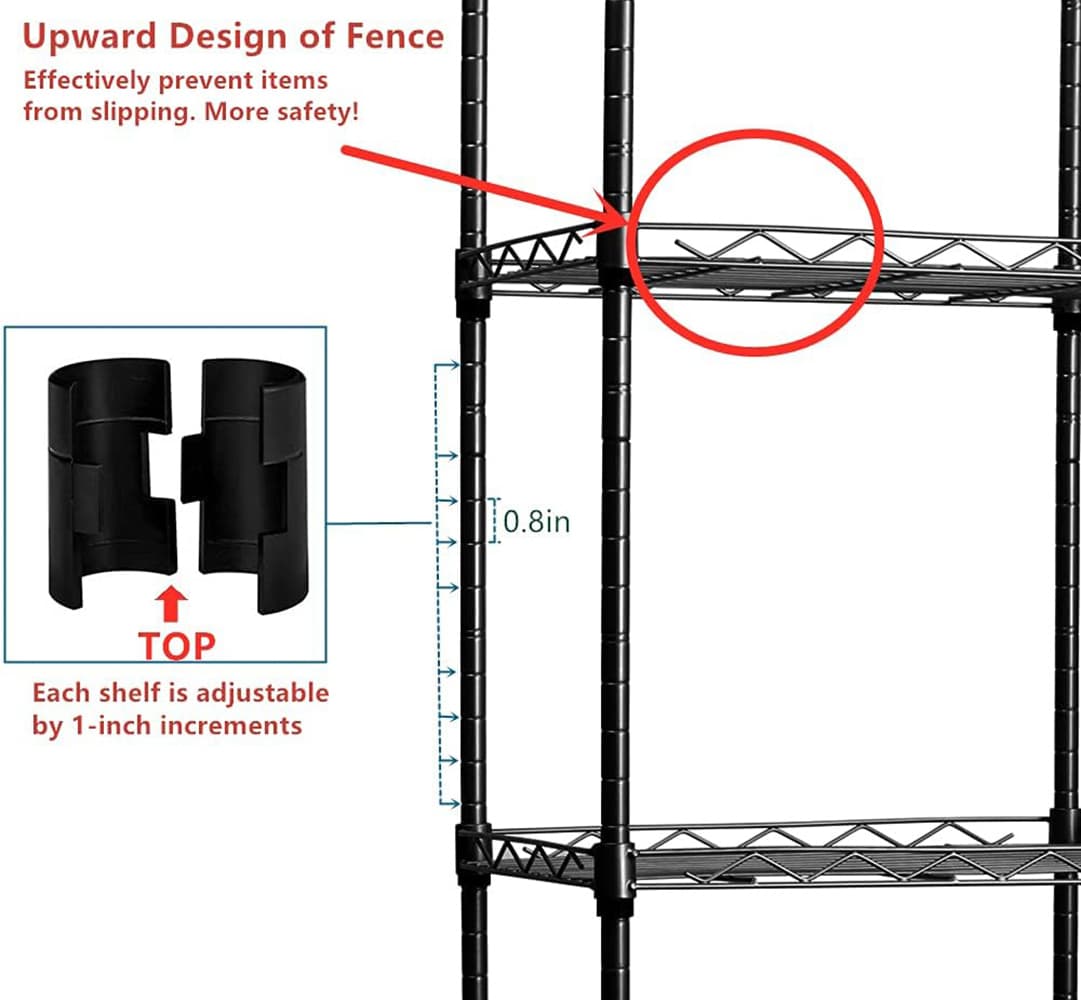 Upward Design of Fence
Effectively prevent items
from slipping. More safety!
0.8in
TOP
Each shelf is adjustable
by 1-inch increments